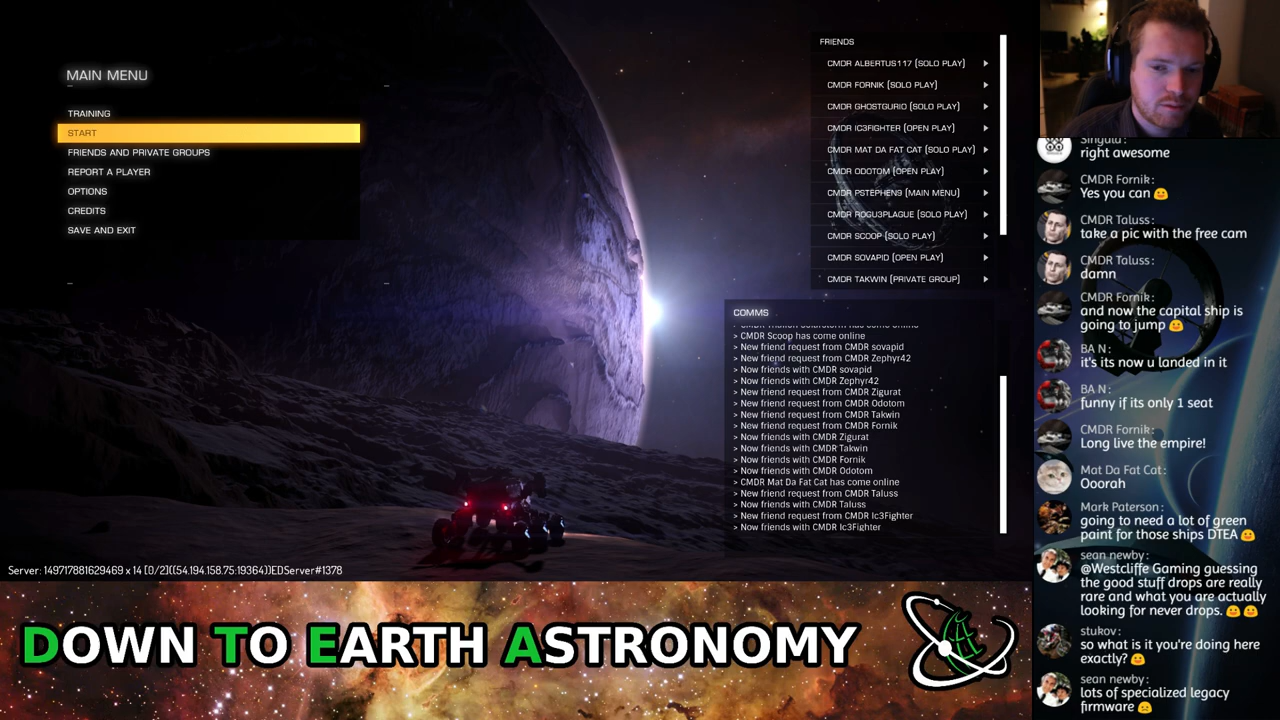 MAIN MENU
TRAINING
START
FRIENDS AND PRIVATE GROUPS
REPORT A PLAYER
OPTIONS
CREDITS
SAVE AND EXIT
FRIENDS
CMDR ALBERTUS117 [SOLO PLAY]
CMDR FORNIK [SOLO PLAY]
CMDR GHOSTGURIO [SOLO PLAY]
CMDR IC3FIGHTER [OPEN PLAY]
CMDR MAT DA FAT CAT [SOLO PLAY]
CMDR ODOTOM [OPEN PLAY]
CMDR PSTEPHEN9 [MAIN MENU]
CMDR ROGU3PLAGUE [SOLO PLAY]
CMDR SCOOP [SOLO PLAY]
CMDR SOVAPID [OPEN PLAY]
CMDR TAKWIN [PRIVATE GROUP]
COMMS
> CMDR Scoop has come online
> New friend request from CMDR sovapid
> New friend request from CMDR Zephyr42
> Now friends with CMDR sovapid
> Now friends with CMDR Zephyr42
> New friend request from CMDR Zigurat
> New friend request from CMDR Odotom
> New friend request from CMDR Takwin
> New friend request from CMDR Fornik
> Now friends with CMDR Zigurat
> Now friends with CMDR Takwin
> Now friends with CMDR Fornik
> Now friends with CMDR Odotom
> CMDR Mat Da Fat Cat has come online
> New friend request from CMDR Taluss
> Now friends with CMDR Taluss
> New friend request from CMDR Ic3Fighter
> Now friends with CMDR Ic3Fighter
Server: 149717881629469 x 14 [0/2]((54.194.158.75:19364))EDServer#1378
DOWN TO EARTH ASTRONOMY
Singula:
right awesome
CMDR Fornik:
Yes you can
CMDR Taluss:
take a pic with the free cam
CMDR Taluss:
damn
CMDR Fornik:
and now the capital ship is
going to jump
BA N:
it's its now u landed in it
BA N:
funny if its only 1 seat
CMDR Fornik:
Long live the empire!
Mat Da Fat Cat:
Ooorah
Mark Paterson:
going to need a lot of green
paint for those ships DTEA
sean newby:
@Westcliffe Gaming guessing
the good stuff drops are really
rare and what you are actually
looking for never drops.
stukov:
so what is it you're doing here
exactly?
sean newby:
lots of specialized legacy
firmware